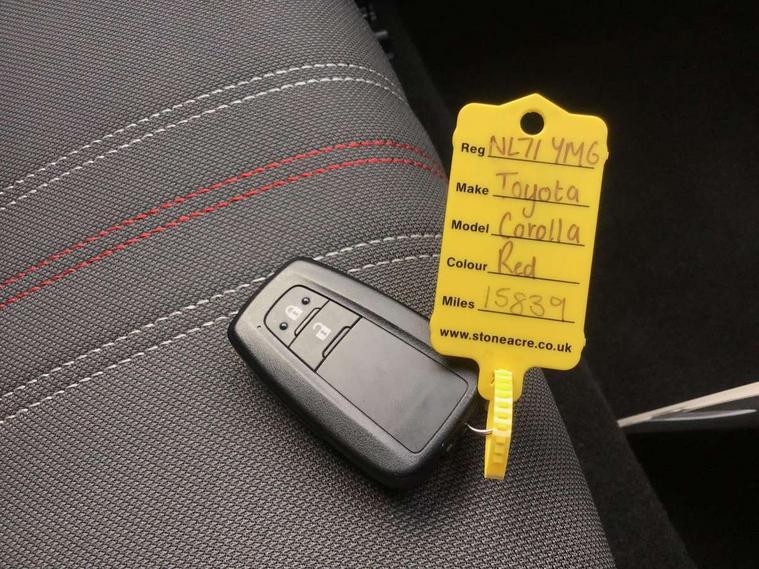 Reg NL71 YMG
Make Toyota
Model Corolla
Colour Red
Miles 15839
www.stoneacre.co.uk